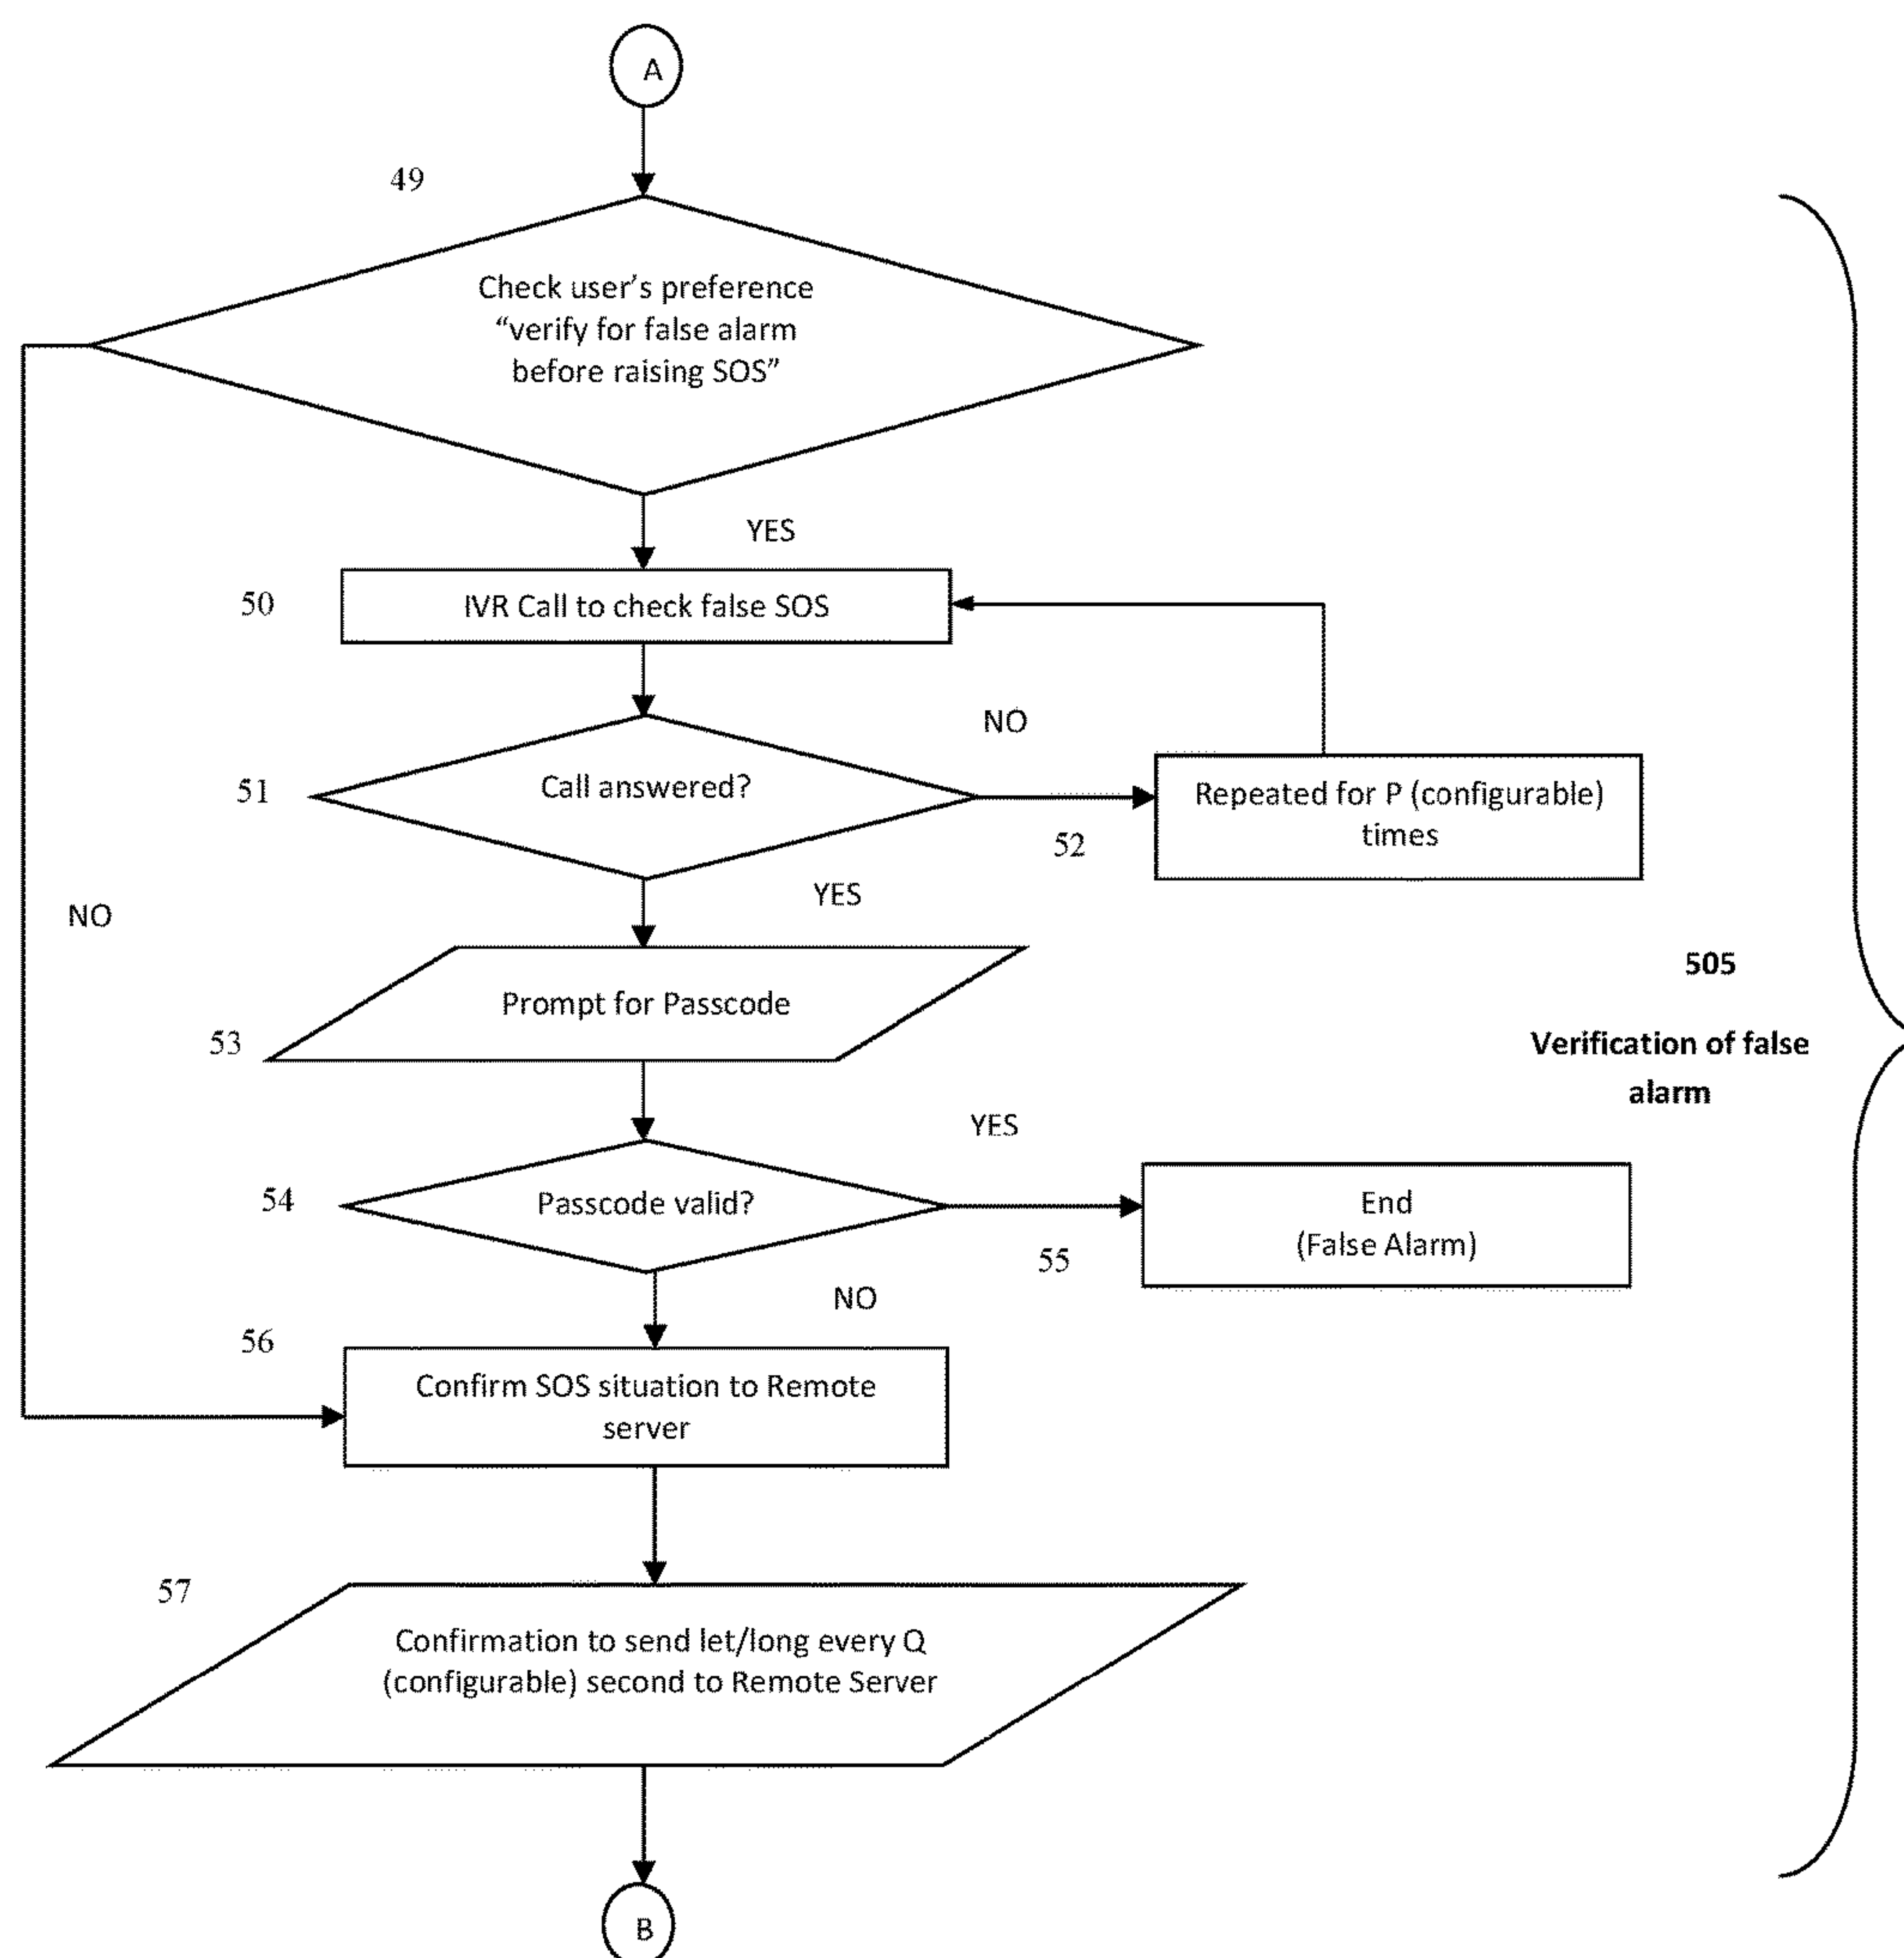 A
49
Check user’s preference
“verify for false alarm
before raising SOS”
YES
50
IVR Call to check false SOS
NO
51
Call answered?
52
Repeated for P (configurable)
times
YES
NO
53
Prompt for Passcode
505
Verification of false
alarm
YES
54
Passcode valid?
55
End
(False Alarm)
NO
56
Confirm SOS situation to Remote
server
57
Confirmation to send let/long every Q
(configurable) second to Remote Server
B